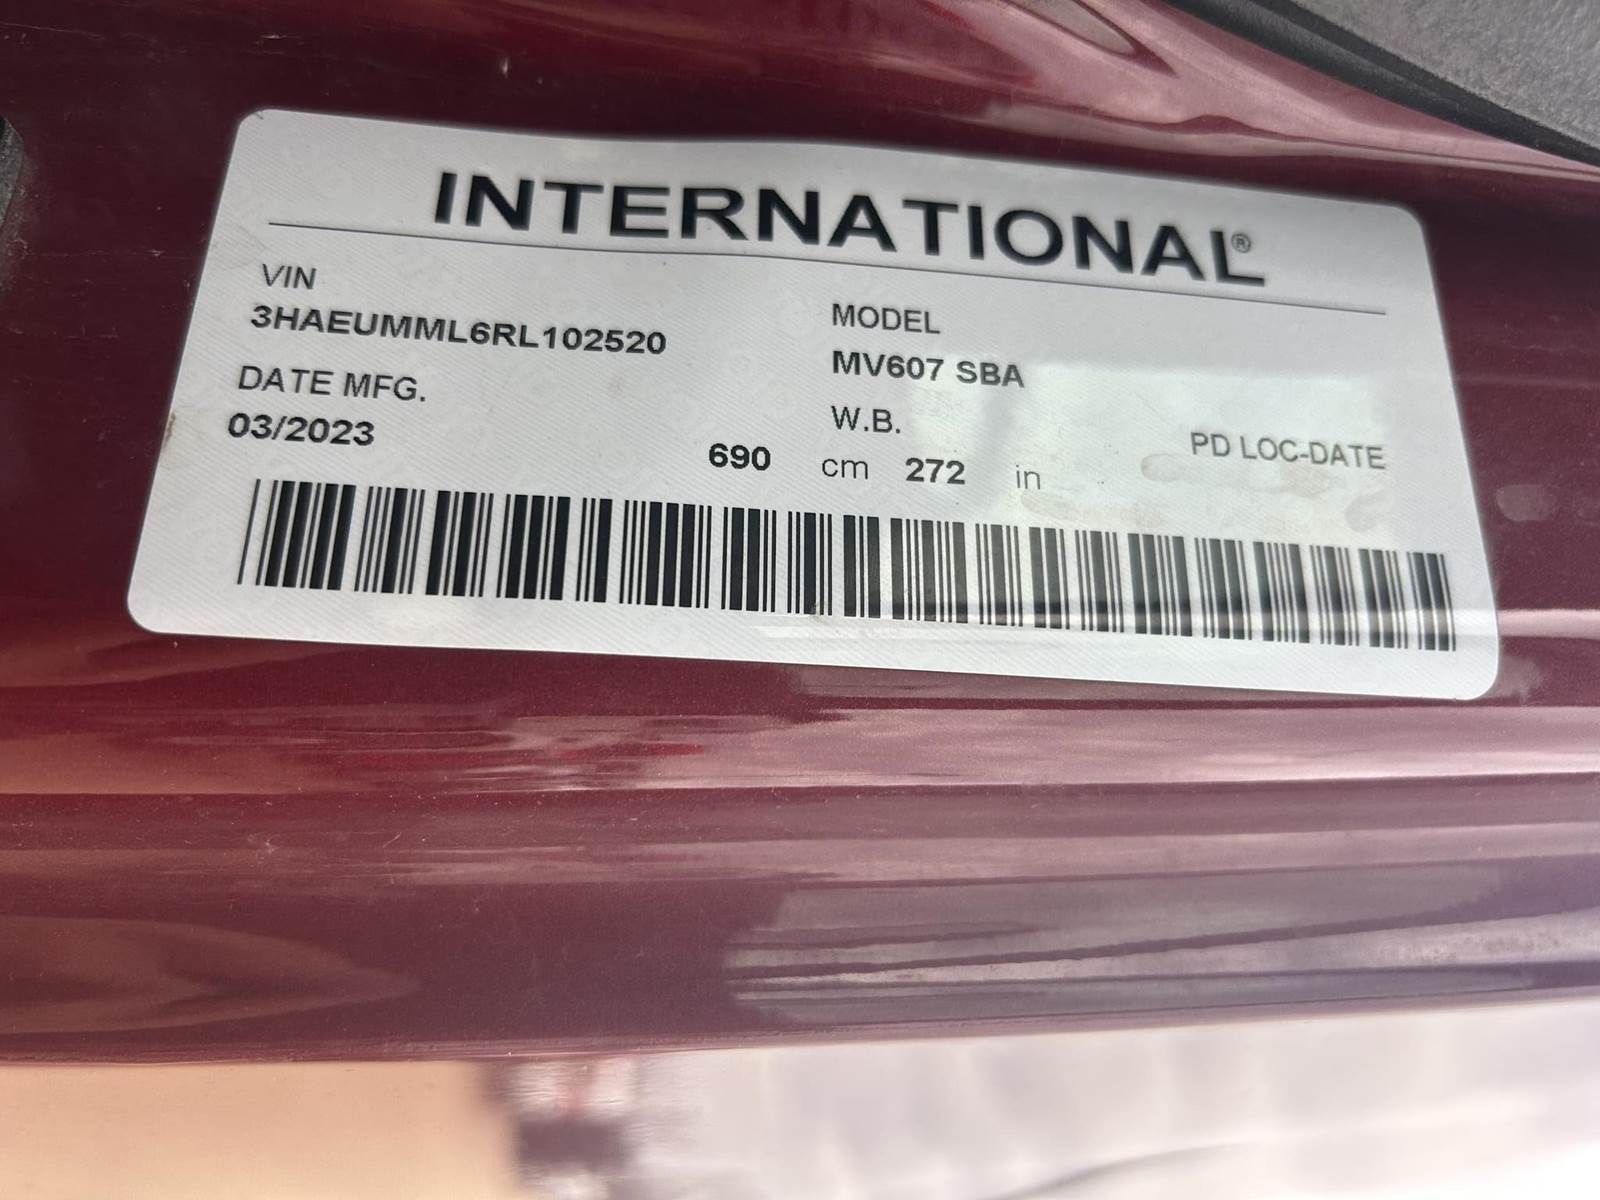 INTERNATIONAL®
VIN
3HAEUMML6RL102520
DATE MFG.
03/2023
MODEL
MV607 SBA
W.B.
690 cm 272 in
PD LOC-DATE